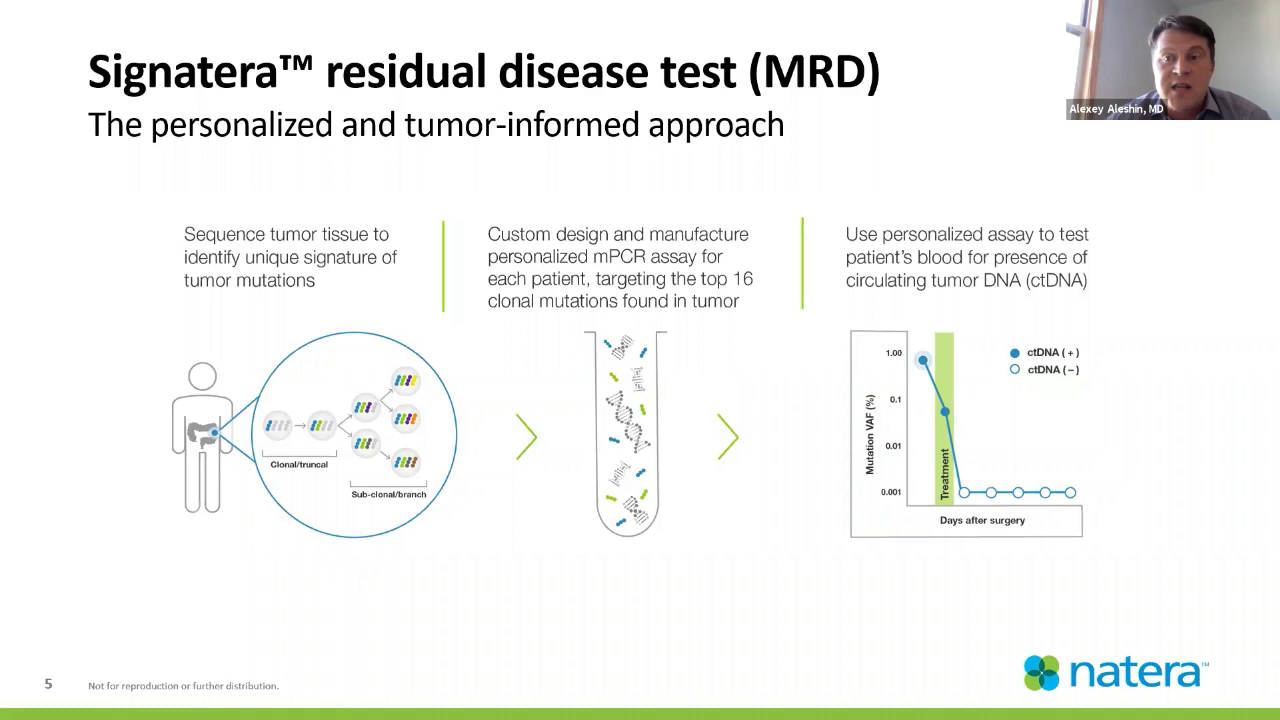 Signatera™ residual disease test (MRD)
The personalized and tumor-informed approach
Alexey Aleshin, MD
Sequence tumor tissue to
identify unique signature of
tumor mutations
Custom design and manufacture
personalized mPCR assay for
each patient, targeting the top 16
clonal mutations found in tumor
Use personalized assay to test
patient's blood for presence of
circulating tumor DNA (ctDNA)
Clonal/truncal
Sub-clonal/branch
Mutation VAF (%)
1.00
0.1
0.01
0.001
Treatment
ctDNA (+)
ctDNA (−)
Days after surgery
5
Not for reproduction or further distribution.
natera™